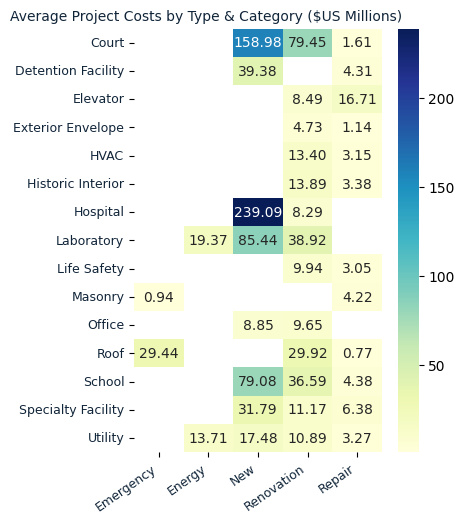 Average Project Costs by Type & Category ($US Millions)
Court 158.98 79.45 1.61
Detention Facility 39.38 4.31
Elevator 8.49 16.71
Exterior Envelope 4.73 1.14
HVAC 13.40 3.15
Historic Interior 13.89 3.38
Hospital 239.09 8.29
Laboratory 19.37 85.44 38.92
Life Safety 9.94 3.05
Masonry 0.94 4.22
Office 8.85 9.65
Roof 29.44 29.92 0.77
School 79.08 36.59 4.38
Specialty Facility 31.79 11.17 6.38
Utility 13.71 17.48 10.89 3.27
Emergency Energy New Renovation Repair
200
150
100
50